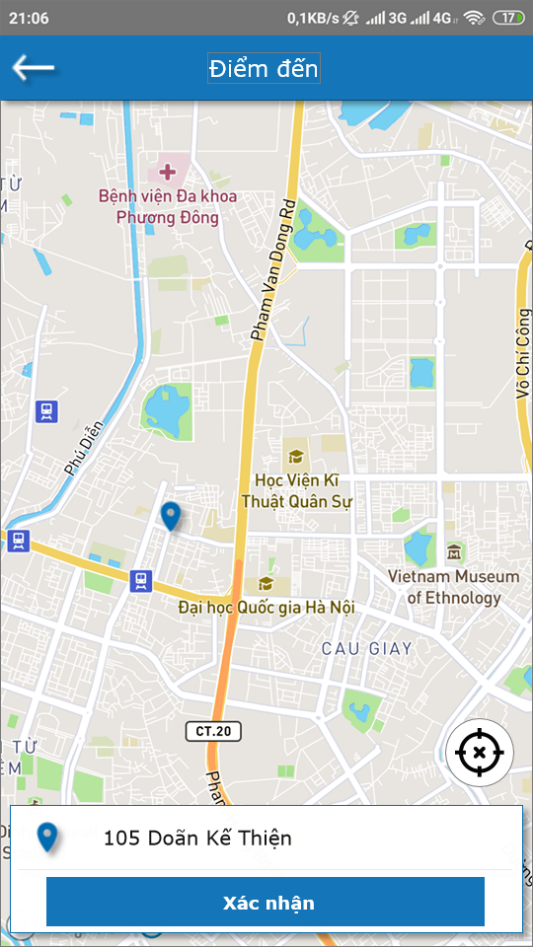 21:06 0,1KB/s 3G 4G 17
Điểm đến
Bệnh viện Đa khoa
Phương Đông
TỪ
Pham Van Dong Rd
Võ Chí Công
Phú Diễn
Học Viện Kĩ
Thuật Quân Sự
Vietnam Museum
of Ethnology
Đại học Quốc gia Hà Nội
CAU GIAY
CT.20
TỪ
ÊM
Phạm
105 Doãn Kế Thiện
Xác nhận